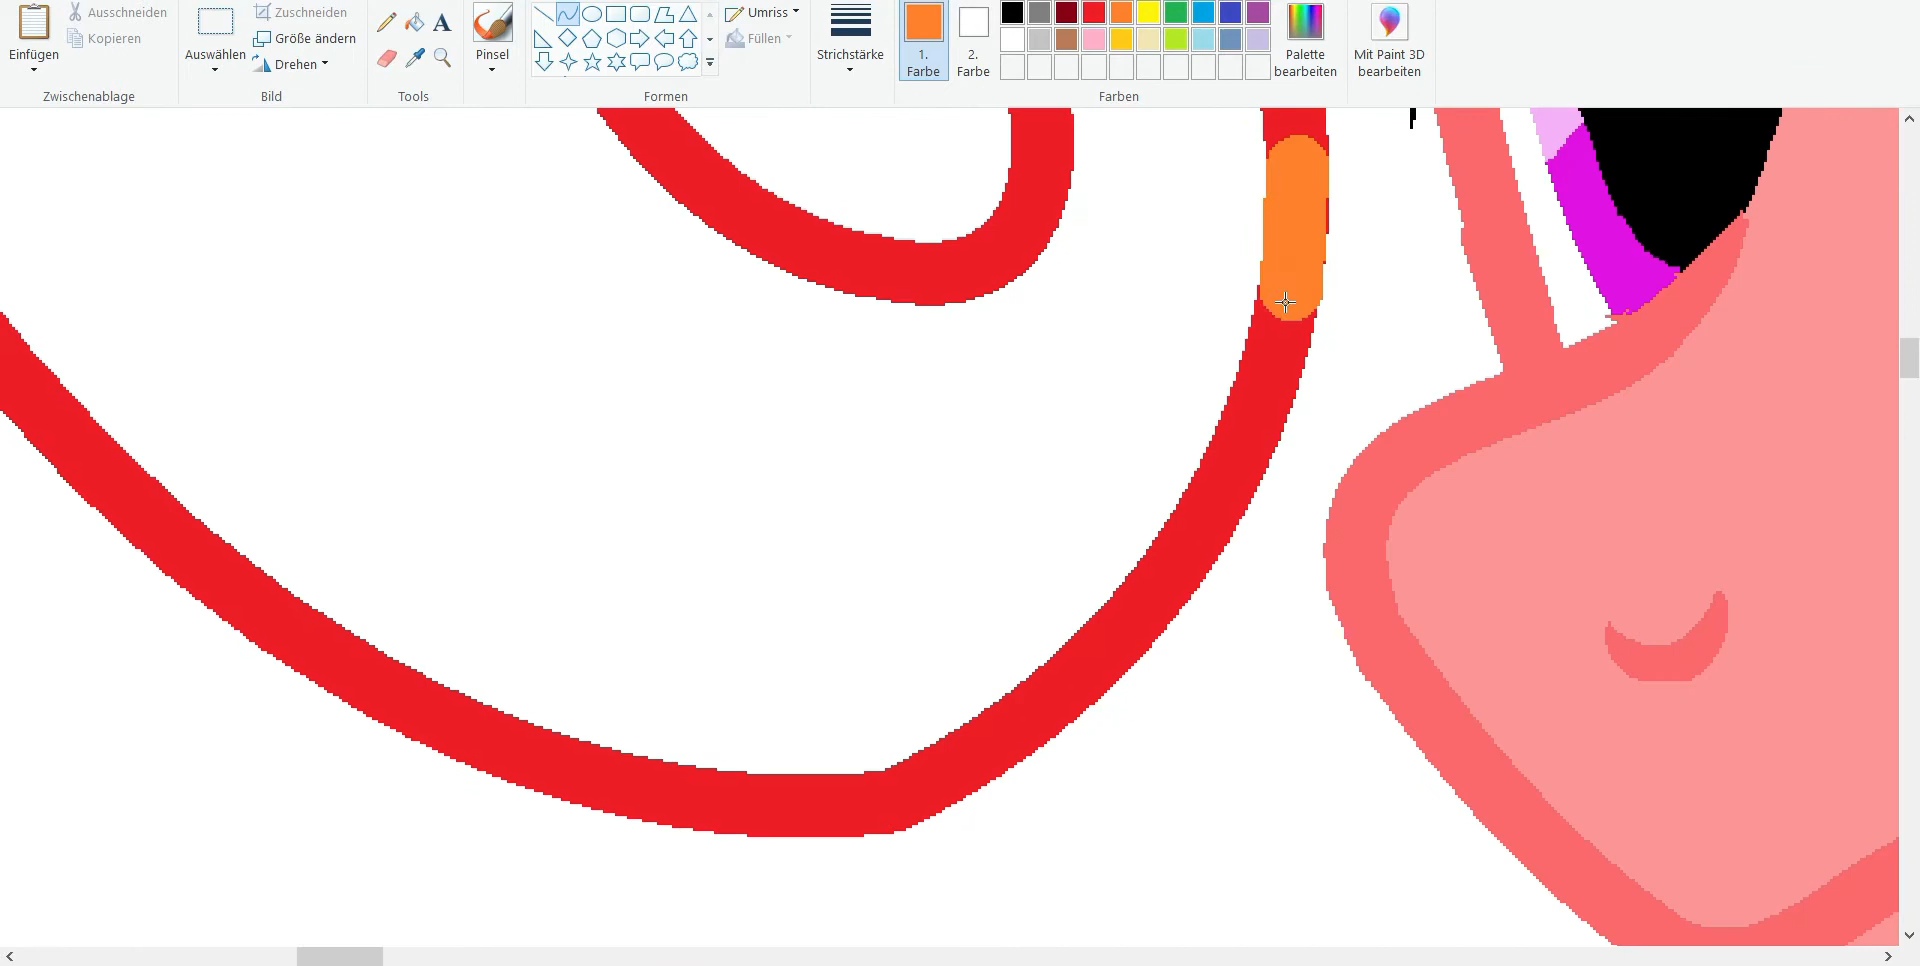 Ausschneiden
Kopieren
Einfügen
Zwischenablage
Auswählen
Zuschneiden
Größe ändern
Drehen
Bild
A
Tools
Pinsel
Formen
Umriss
Füllen
Strichstärke
1.
Farbe
2.
Farbe
Farben
Palette
bearbeiten
Mit Paint 3D
bearbeiten